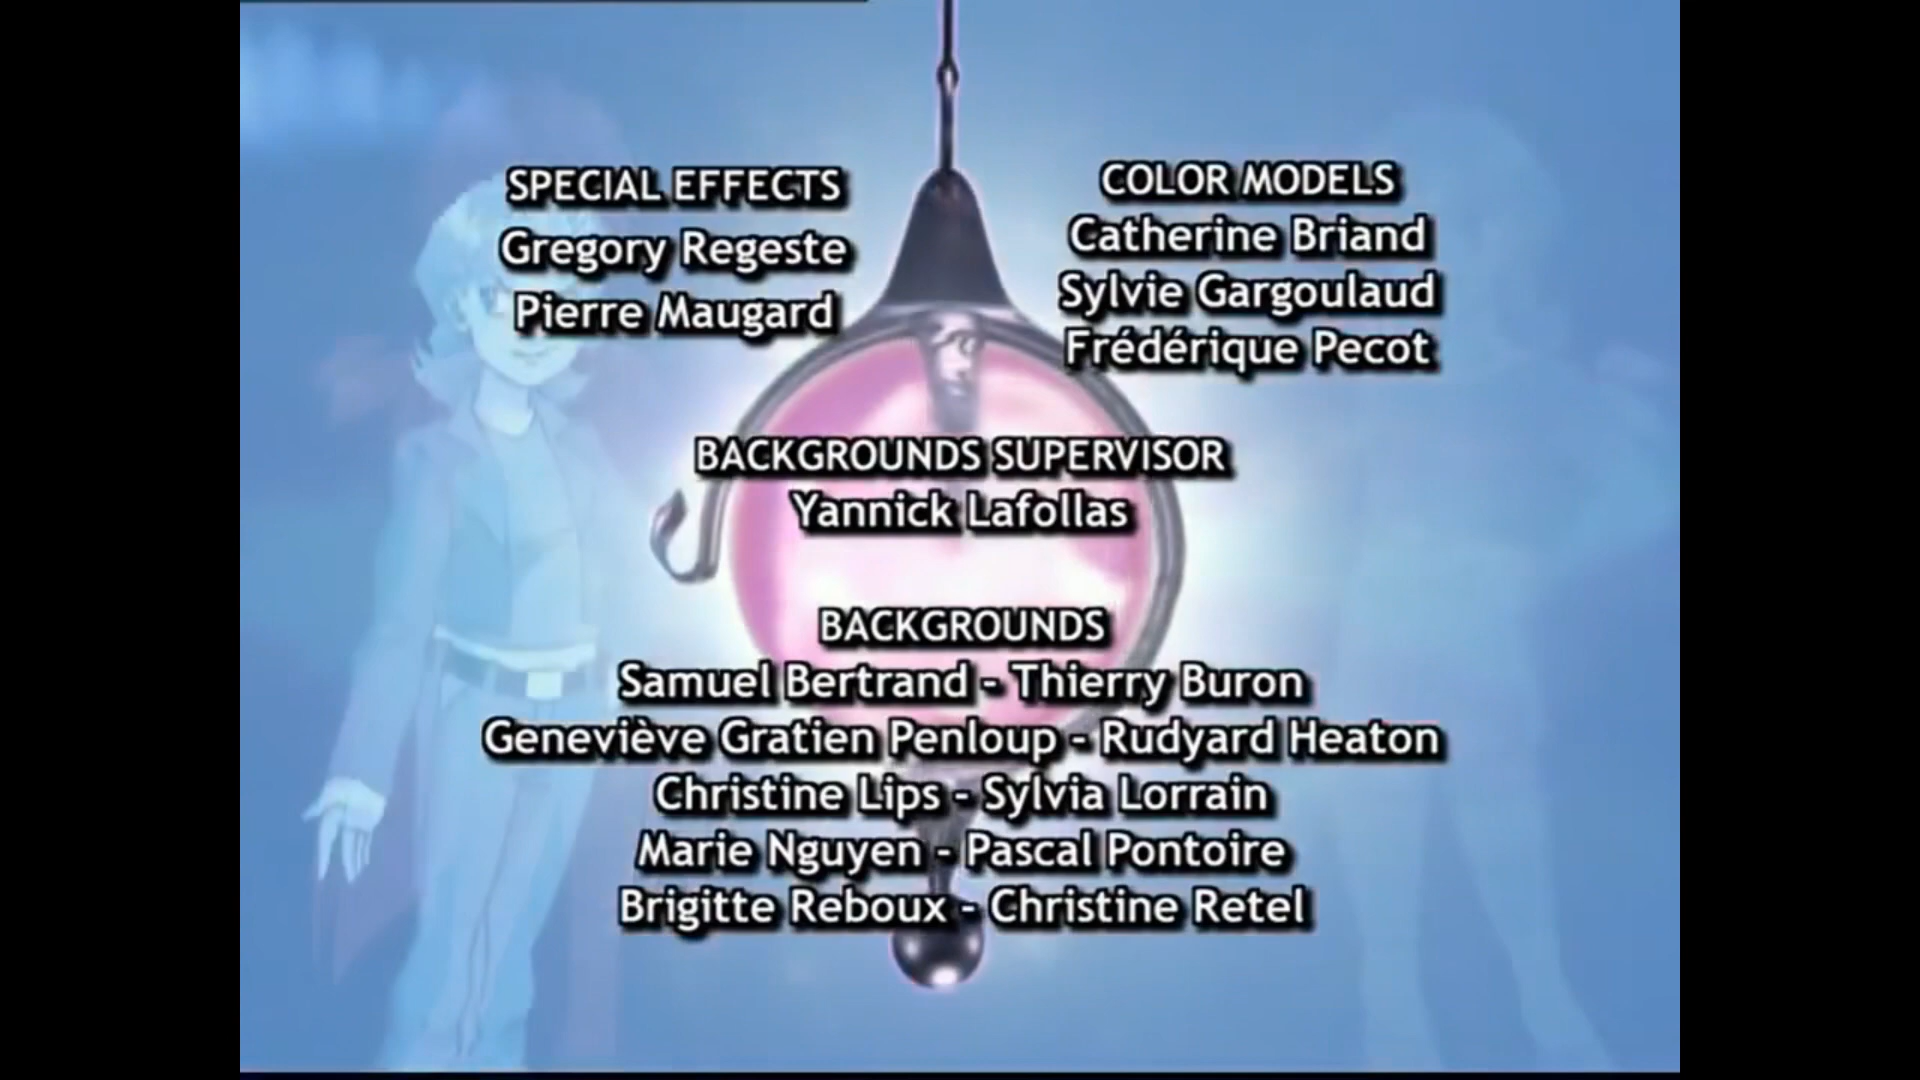 SPECIAL EFFECTS
Gregory Regeste
Pierre Maugard
COLOR MODELS
Catherine Briand
Sylvie Gargoulaud
Frédérique Pecot
BACKGROUNDS SUPERVISOR
Yannick Lafollas
BACKGROUNDS
Samuel Bertrand - Thierry Buron
Geneviève Gratien Penloup - Rudyard Heaton
Christine Lips - Sylvia Lorrain
Marie Nguyen - Pascal Pontoire
Brigitte Reboux - Christine Retel